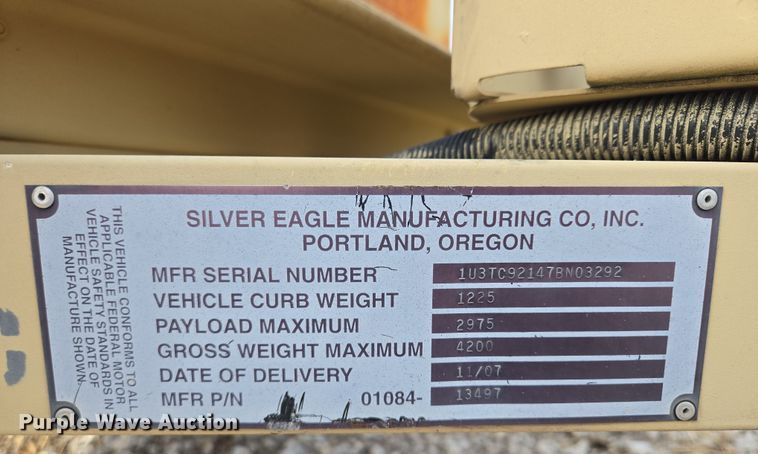 SILVER EAGLE MANUFACTURING CO, INC.
PORTLAND, OREGON
MFR SERIAL NUMBER 1U3TC92147BN03292
VEHICLE CURB WEIGHT 1225
PAYLOAD MAXIMUM 2975
GROSS WEIGHT MAXIMUM 4200
DATE OF DELIVERY 11/07
MFR P/N 01084- 13497
THIS VEHICLE CONFORMS TO ALL
APPLICABLE FEDERAL MOTOR
VEHICLE SAFETY STANDARDS IN
EFFECT ON THE DATE OF
MANUFACTURE SHOWN.
Purple Wave Auction